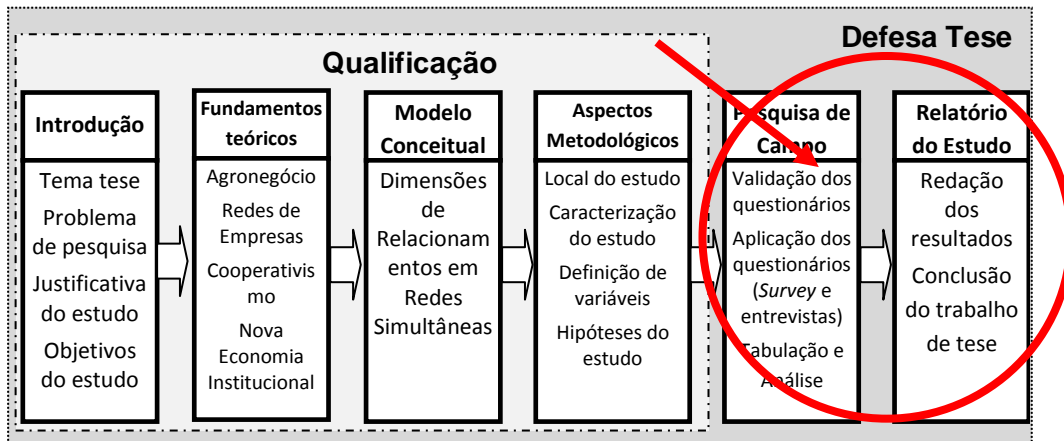 Defesa Tese
Qualificação
Introdução
Tema tese
Problema
de pesquisa
Justificativa
do estudo
Objetivos
do estudo
Fundamentos
teóricos
Agronegócio
Redes de
Empresas
Cooperativis
mo
Nova
Economia
Institucional
Modelo
Conceitual
Dimensões
de
Relacionam
entos em
Redes
Simultâneas
Aspectos
Metodológicos
Local do estudo
Caracterização
do estudo
Definição de
variáveis
Hipóteses do
estudo
Pesquisa de
Campo
Validação dos
questionários
Aplicação dos
questionários
(Survey e
entrevistas)
Tabulação e
Análise
Relatório
do Estudo
Redação
dos
resultados
Conclusão
do trabalho
de tese